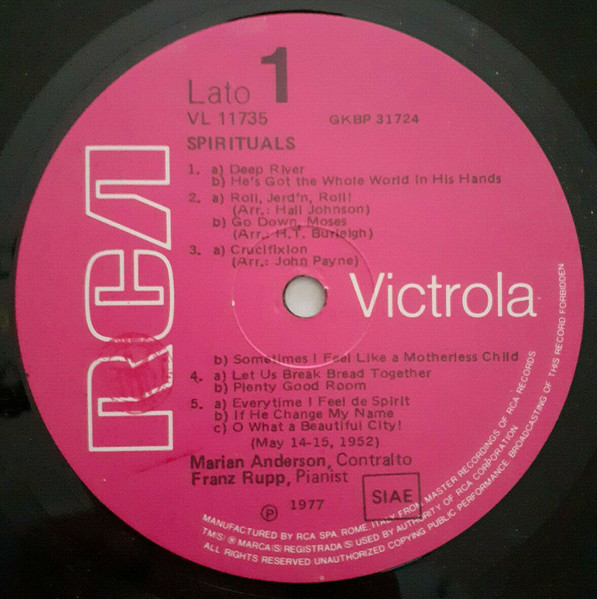 Lato 1
VL 11735 GKBP 31724
SPIRITUALS
1. a) Deep River
b) He's Got the Whole World In His Hands
2. a) Roll, Jerd'n, Roll!
(Arr.: Hall Johnson)
b) Go Down, Moses
(Arr.: H.T. Burleigh)
3. a) Crucifixion
(Arr.: John Payne)
RCA Victrola
b) Sometimes I Feel Like a Motherless Child
4. a) Let Us Break Bread Together
b) Plenty Good Room
5. a) Everytime I Feel de Spirit
b) If He Change My Name
c) O What a Beautiful City!
(May 14-15, 1952)
Marian Anderson, Contralto
Franz Rupp, Pianist
℗ 1977 SIAE
MANUFACTURED BY RCA SPA, ROME, ITALY, FROM MASTER RECORDINGS OF RCA RECORDS
TM(S) ® MARCA(S) REGISTRADA(S) USED BY AUTHORITY OF RCA CORPORATION
ALL RIGHTS RESERVED UNAUTHORIZED COPYING PUBLIC PERFORMANCE, BROADCASTING OF THIS RECORD FORBIDDEN